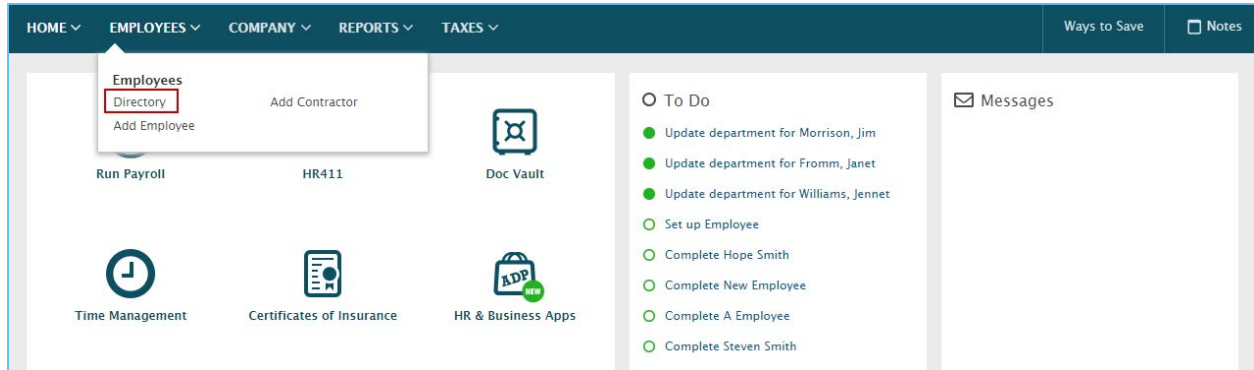 HOME EMPLOYEES COMPANY REPORTS TAXES Ways to Save Notes
Employees
Directory Add Contractor
Add Employee
Run Payroll HR411 Doc Vault
Time Management Certificates of Insurance ADP NEW HR & Business Apps
To Do
Update department for Morrison, Jim
Update department for Fromm, Janet
Update department for Williams, Jennet
Set up Employee
Complete Hope Smith
Complete New Employee
Complete A Employee
Complete Steven Smith
Messages